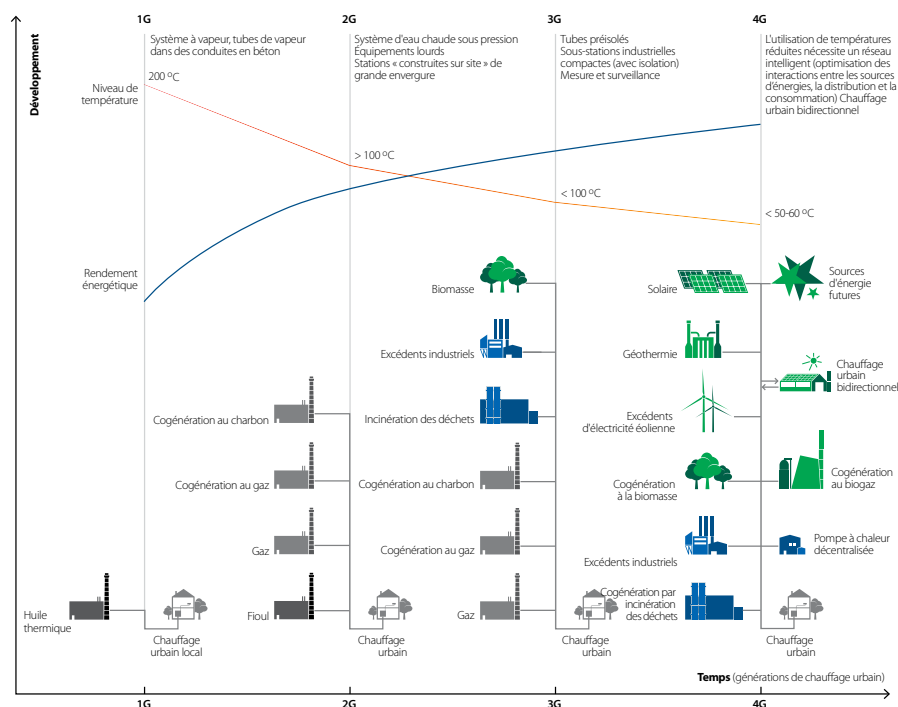 Développement
1G
2G
3G
4G
Système à vapeur, tubes de vapeur
dans des conduites en béton
Système d'eau chaude sous pression
Équipements lourds
Stations « construites sur site » de
grande envergure
Tubes préisolés
Sous-stations industrielles
compactes (avec isolation)
Mesure et surveillance
L'utilisation de températures
réduites nécessite un réseau
intelligent (optimisation des
interactions entre les sources
d'énergies, la distribution et la
consommation) Chauffage
urbain bidirectionnel
Niveau de
température
200 ºC
> 100 ºC
< 100 ºC
< 50-60 ºC
Rendement
énergétique
Biomasse
Solaire
Sources
d'énergie
futures
Excédents industriels
Géothermie
Chauffage
urbain
bidirectionnel
Cogénération au charbon
Incinération des déchets
Excédents
d'électricité éolienne
Cogénération au gaz
Cogénération au charbon
Cogénération
à la biomasse
Cogénération
au biogaz
Gaz
Cogénération au gaz
Excédents industriels
Pompe à chaleur
décentralisée
Huile
thermique
Fioul
Gaz
Cogénération par
incinération
des déchets
Chauffage
urbain local
Chauffage
urbain
Chauffage
urbain
Chauffage
urbain
Temps (générations de chauffage urbain)
1G
2G
3G
4G